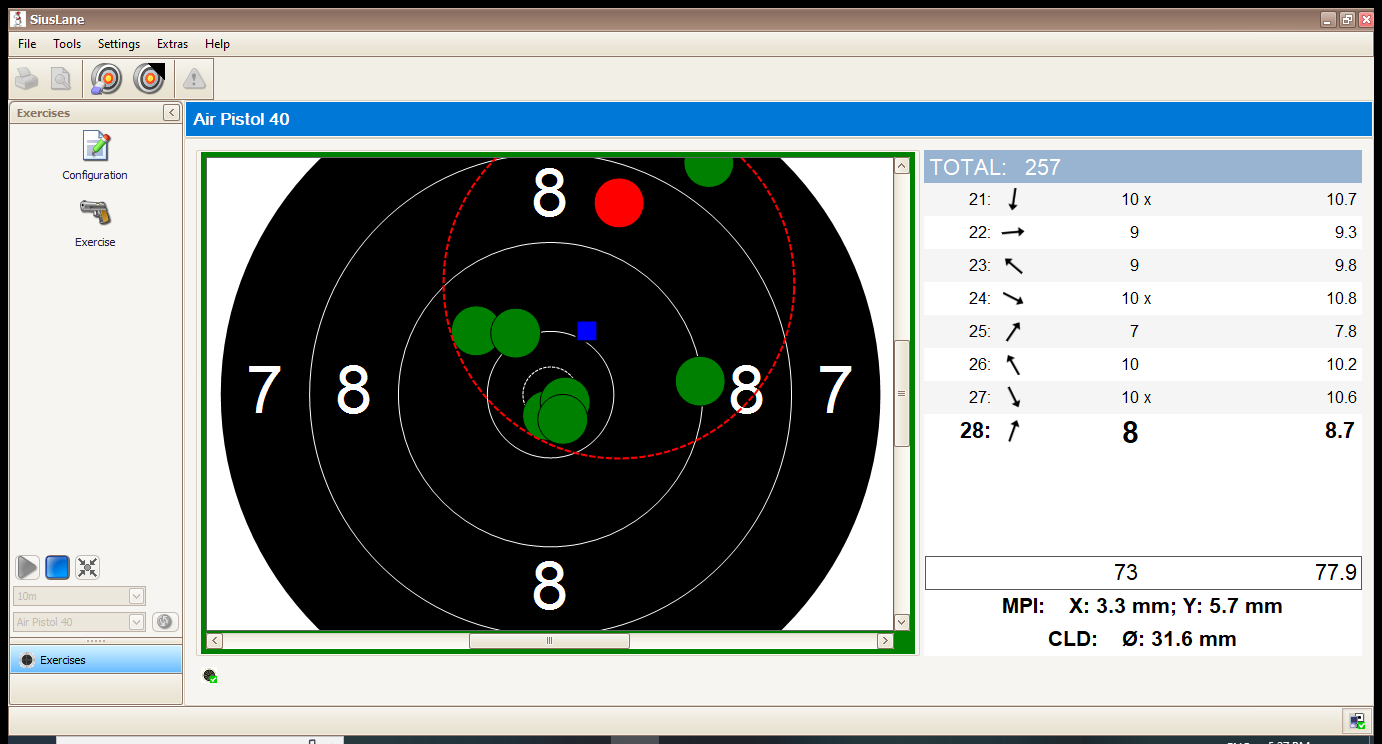 SiusLane
File Tools Settings Extras Help
Exercises
Configuration
Exercise
10m
Air Pistol 40
Exercises
Air Pistol 40
8
7 8 8 7
8
TOTAL: 257
21: 10 x 10.7
22: 9 9.3
23: 9 9.8
24: 10 x 10.8
25: 7 7.8
26: 10 10.2
27: 10 x 10.6
28: 8 8.7
73 77.9
MPI: X: 3.3 mm; Y: 5.7 mm
CLD: Ø: 31.6 mm